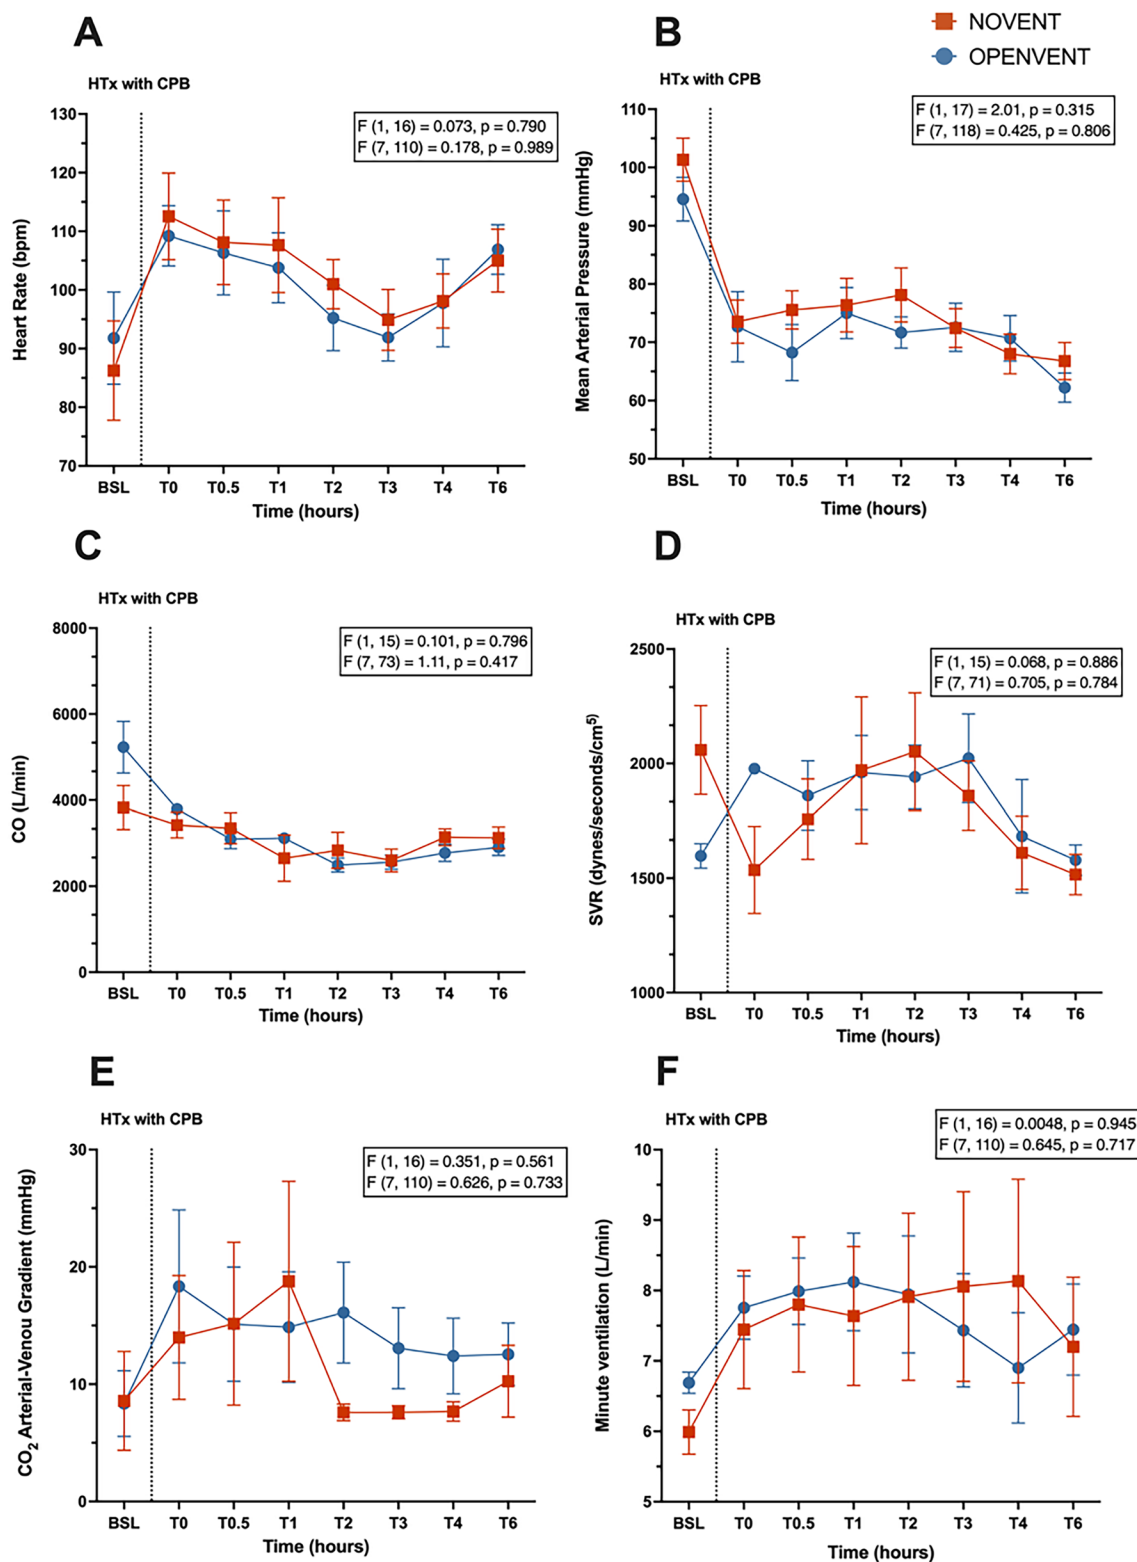 A
B
NOVENT
OPENVENT
HTx with CPB
F (1, 16) = 0.073, p = 0.790
F (7, 110) = 0.178, p = 0.989
Heart Rate (bpm)
130
120
110
100
90
80
70
BSL T0 T0.5 T1 T2 T3 T4 T6
Time (hours)
HTx with CPB
F (1, 17) = 2.01, p = 0.315
F (7, 118) = 0.425, p = 0.806
Mean Arterial Pressure (mmHg)
110
100
90
80
70
60
50
BSL T0 T0.5 T1 T2 T3 T4 T6
Time (hours)
C
HTx with CPB
F (1, 15) = 0.101, p = 0.796
F (7, 73) = 1.11, p = 0.417
CO (L/min)
8000
6000
4000
2000
0
BSL T0 T0.5 T1 T2 T3 T4 T6
Time (hours)
D
HTx with CPB
F (1, 15) = 0.068, p = 0.886
F (7, 71) = 0.705, p = 0.784
SVR (dynes/seconds/cm⁵)
2500
2000
1500
1000
BSL T0 T0.5 T1 T2 T3 T4 T6
Time (hours)
E
HTx with CPB
F (1, 16) = 0.351, p = 0.561
F (7, 110) = 0.626, p = 0.733
CO₂ Arterial-Venou Gradient (mmHg)
30
20
10
0
BSL T0 T0.5 T1 T2 T3 T4 T6
Time (hours)
F
HTx with CPB
F (1, 16) = 0.0048, p = 0.945
F (7, 110) = 0.645, p = 0.717
Minute ventilation (L/min)
10
9
8
7
6
5
BSL T0 T0.5 T1 T2 T3 T4 T6
Time (hours)